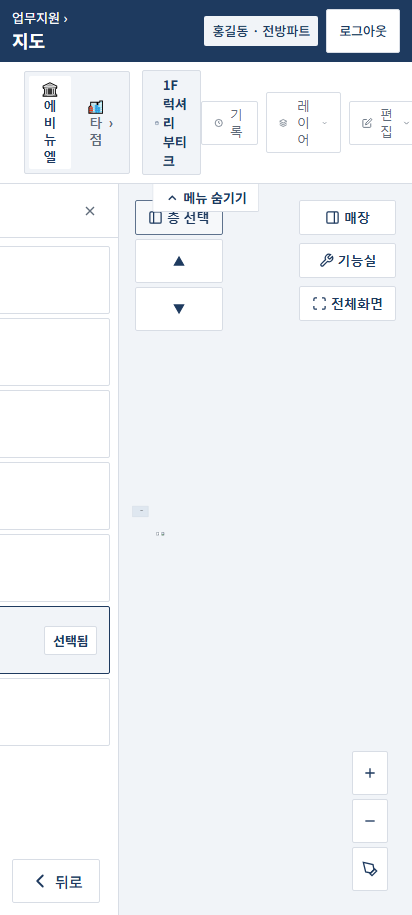 업무지원 ›
지도
홍길동 · 전방파트
로그아웃
에
비
뉴
엘
타
점
›
1F
럭셔
리
부티
크
기
록
레
이
어
편
집
메뉴 숨기기
층 선택
▲
▼
매장
기능실
전체화면
선택됨
뒤로